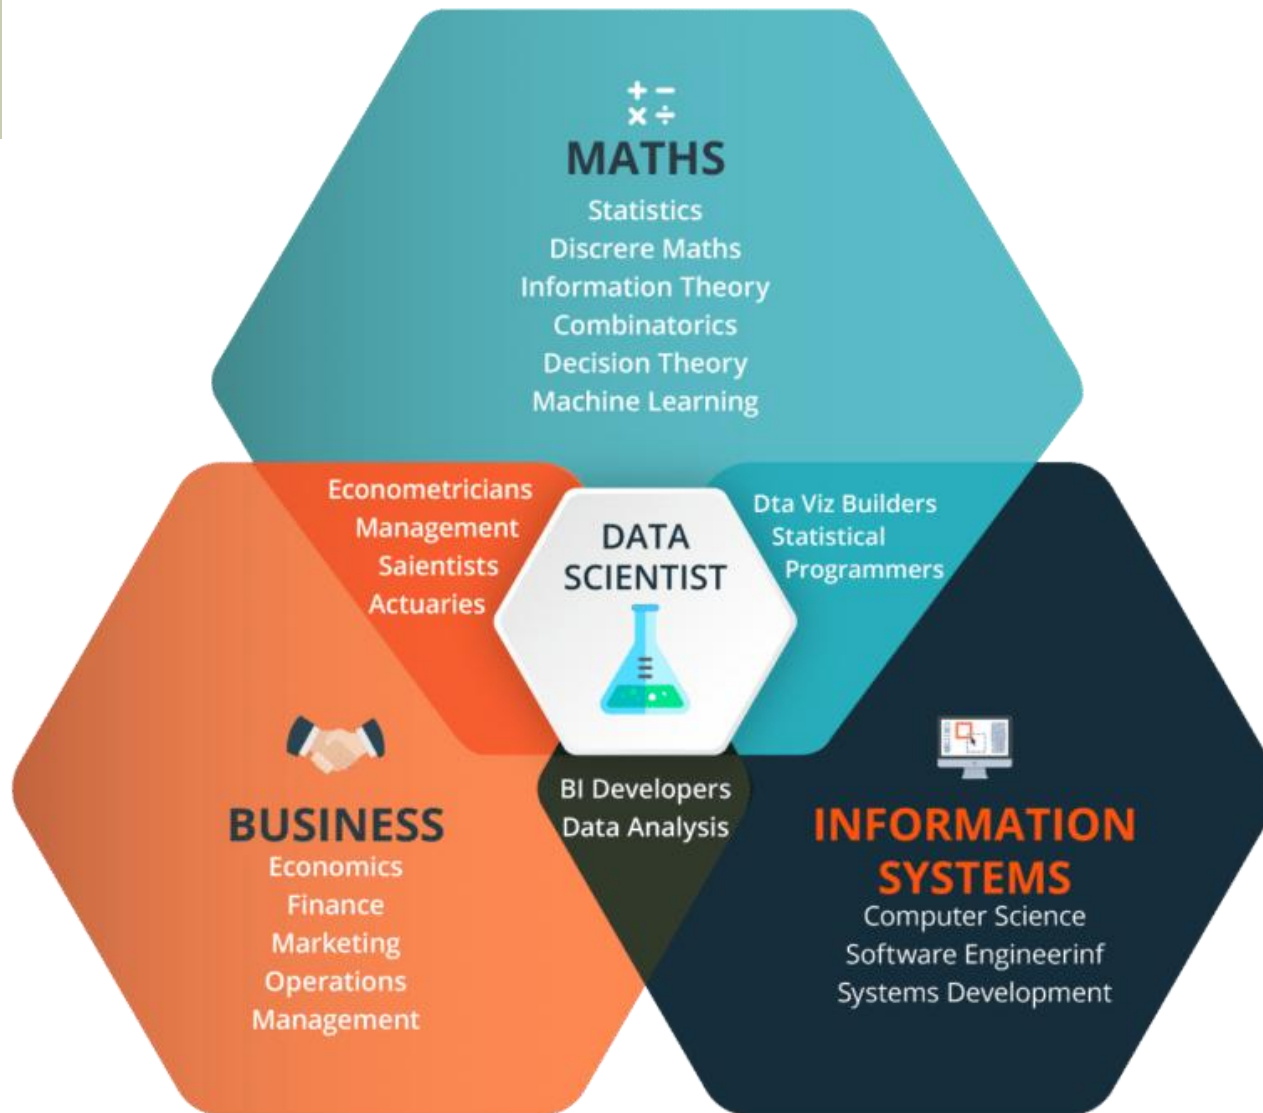 MATHS
Statistics
Discrere Maths
Information Theory
Combinatorics
Decision Theory
Machine Learning
Econometricians
Management
Saientists
Actuaries
DATA
SCIENTIST
Dta Viz Builders
Statistical
Programmers
BI Developers
Data Analysis
BUSINESS
Economics
Finance
Marketing
Operations
Management
INFORMATION
SYSTEMS
Computer Science
Software Engineerinf
Systems Development